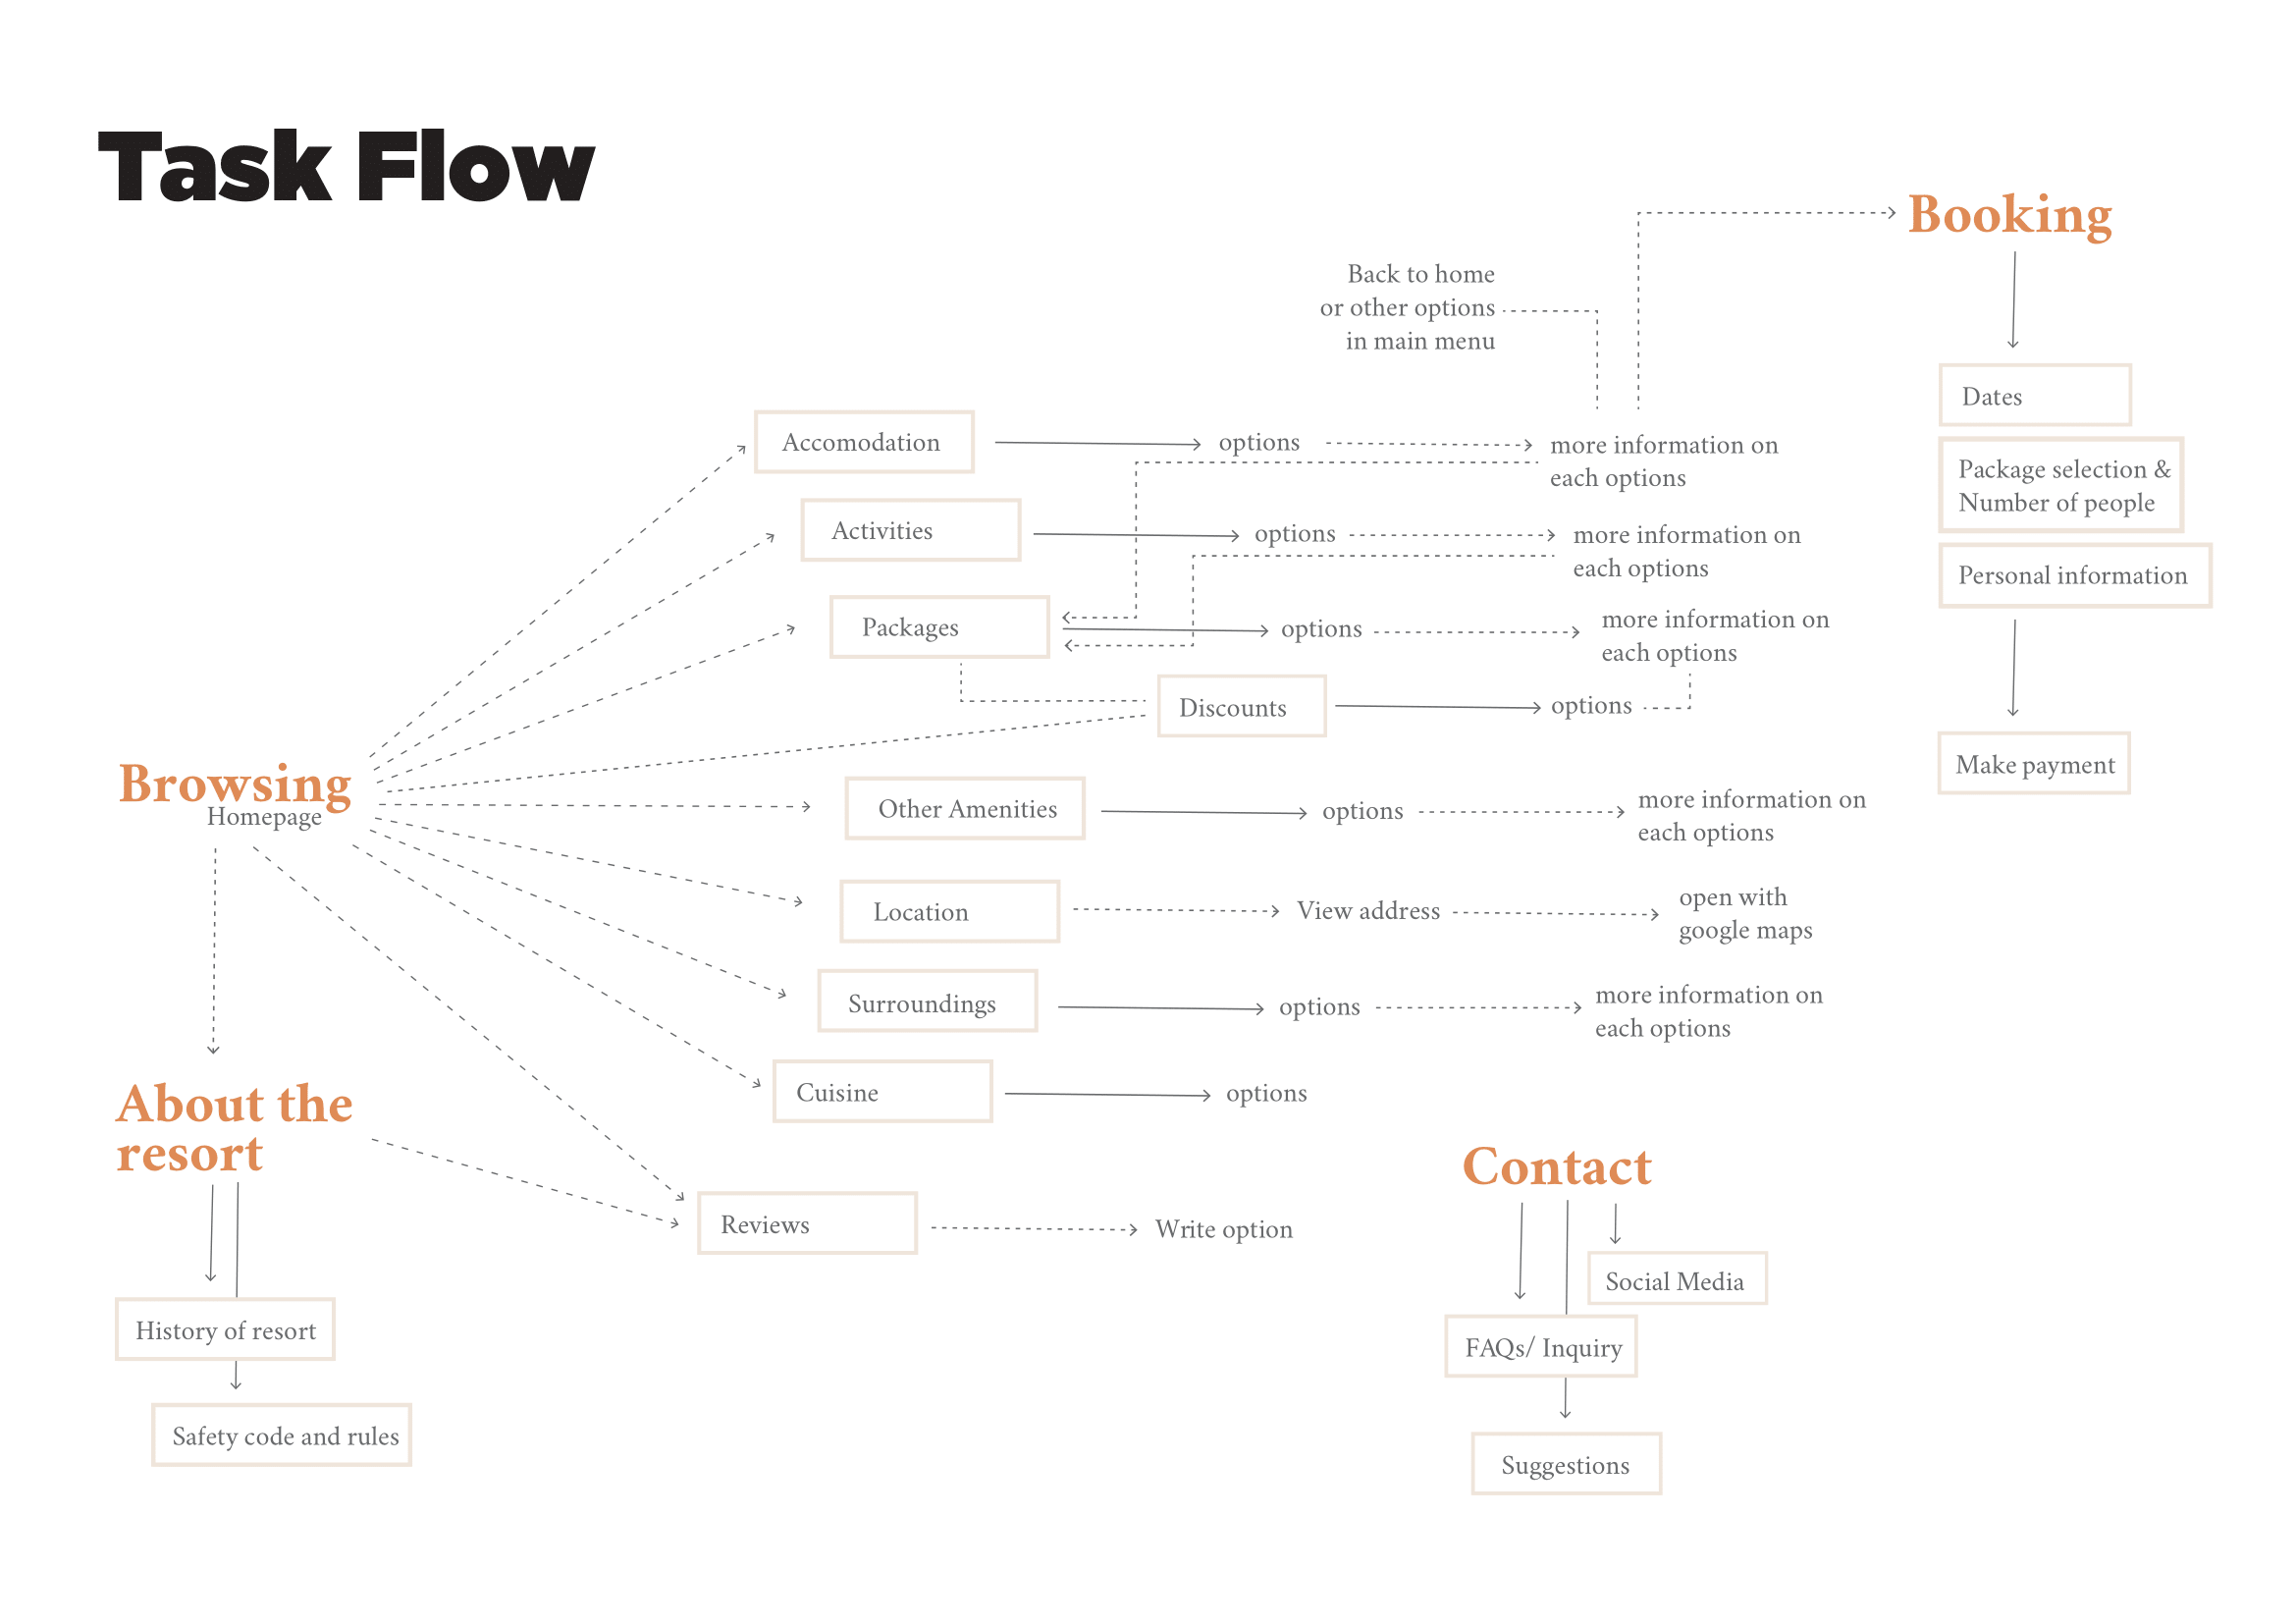 Task Flow
Booking
Back to home
or other options
in main menu
Dates
Accomodation
options
more information on
each options
Package selection &
Number of people
Activities
options
more information on
each options
Personal information
Packages
options
more information on
each options
Discounts
options
Make payment
Browsing
Homepage
Other Amenities
options
more information on
each options
Location
View address
open with
google maps
Surroundings
options
more information on
each options
Cuisine
options
About the
resort
Contact
Reviews
Write option
Social Media
History of resort
FAQs/ Inquiry
Safety code and rules
Suggestions